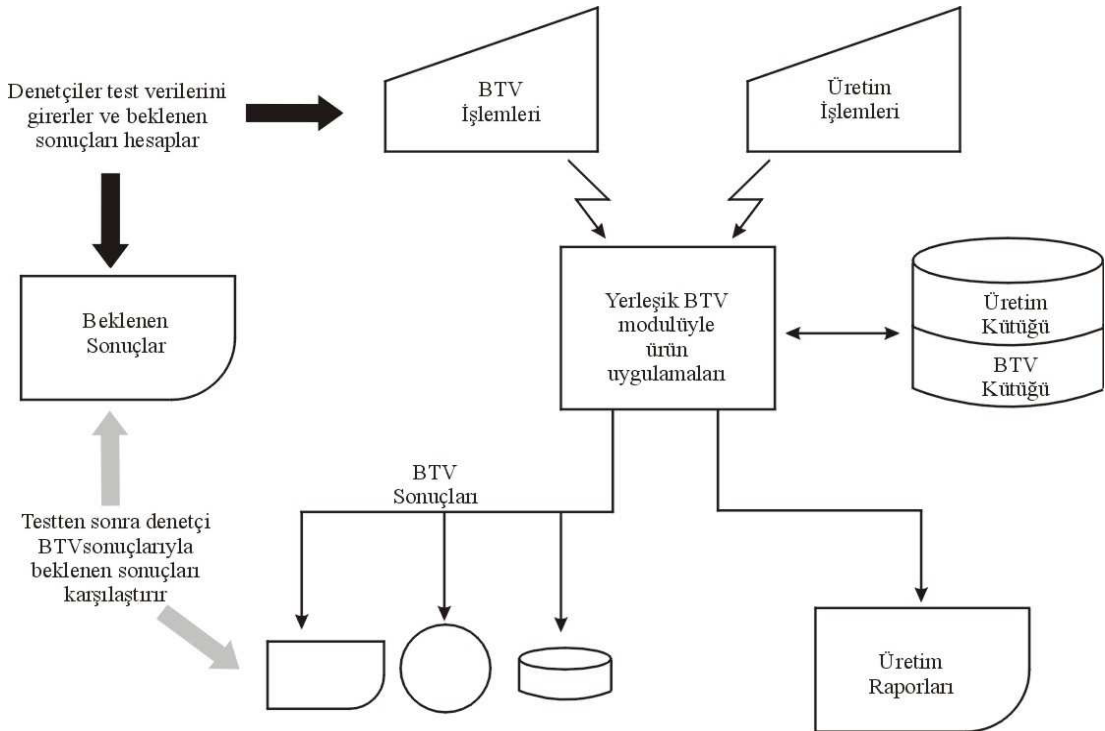 Denetçiler test verilerini
girerler ve beklenen
sonuçları hesaplar
BTV
İşlemleri
Üretim
İşlemleri
Beklenen
Sonuçlar
Yerleşik BTV
modulüyle
ürün
uygulamaları
Üretim
Kütüğü
BTV
Kütüğü
BTV
Sonuçları
Testten sonra denetçi
BTVsonuçlarıyla
beklenen sonuçları
karşılaştırır
Üretim
Raporları